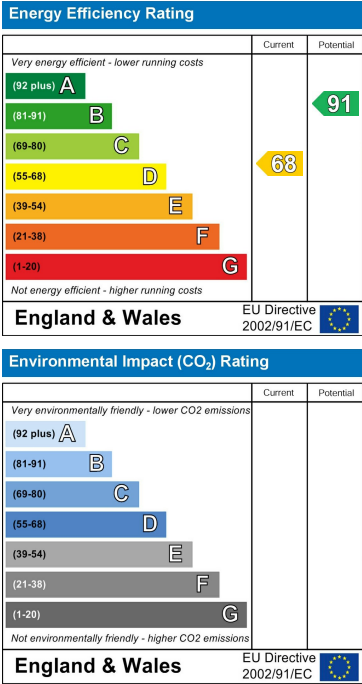 Energy Efficiency Rating
Current Potential
Very energy efficient - lower running costs
(92 plus) A
(81-91) B
(69-80) C
(55-68) D
(39-54) E
(21-38) F
(1-20) G
68
91
Not energy efficient - higher running costs
England & Wales
EU Directive
2002/91/EC
Environmental Impact (CO₂) Rating
Current Potential
Very environmentally friendly - lower CO2 emissions
(92 plus) A
(81-91) B
(69-80) C
(55-68) D
(39-54) E
(21-38) F
(1-20) G
Not environmentally friendly - higher CO2 emissions
England & Wales
EU Directive
2002/91/EC